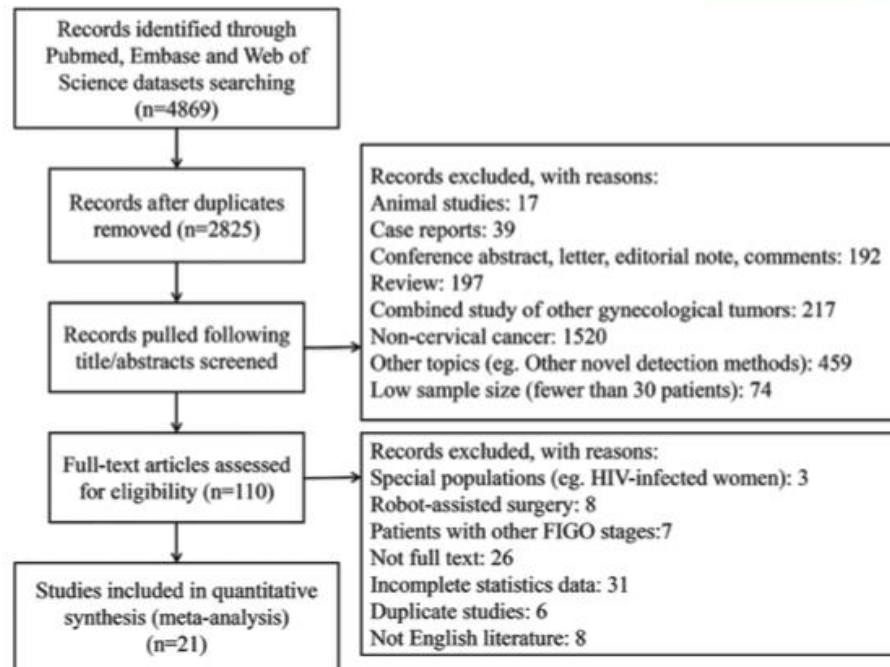 Records identified through
Pubmed, Embase and Web of
Science datasets searching
(n=4869)
Records after duplicates
removed (n=2825)
Records pulled following
title/abstracts screened
Records excluded, with reasons:
Animal studies: 17
Case reports: 39
Conference abstract, letter, editorial note, comments: 192
Review: 197
Combined study of other gynecological tumors: 217
Non-cervical cancer: 1520
Other topics (eg. Other novel detection methods): 459
Low sample size (fewer than 30 patients): 74
Full-text articles assessed
for eligibility (n=110)
Records excluded, with reasons:
Special populations (eg. HIV-infected women): 3
Robot-assisted surgery: 8
Patients with other FIGO stages:7
Not full text: 26
Incomplete statistics data: 31
Duplicate studies: 6
Not English literature: 8
Studies included in quantitative
synthesis (meta-analysis)
(n=21)